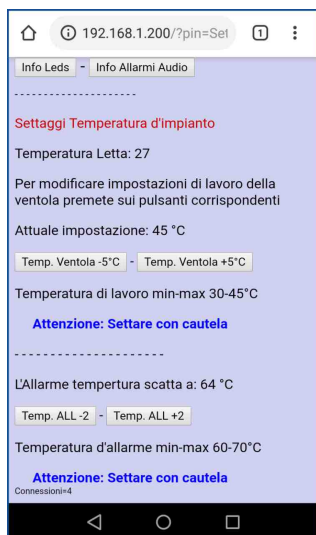 192.168.1.200/?pin=Set
1
Info Leds - Info Allarmi Audio
- - - - - - - - - - - - - - - - - - - -
Settaggi Temperatura d'impianto
Temperatura Letta: 27
Per modificare impostazioni di lavoro della
ventola premete sui pulsanti corrispondenti
Attuale impostazione: 45 °C
Temp. Ventola -5°C - Temp. Ventola +5°C
Temperatura di lavoro min-max 30-45°C
Attenzione: Settare con cautela
- - - - - - - - - - - - - - - - - - - - -
L'Allarme tempertura scatta a: 64 °C
Temp. ALL -2 - Temp. ALL +2
Temperatura d'allarme min-max 60-70°C
Attenzione: Settare con cautela
Connessioni=4